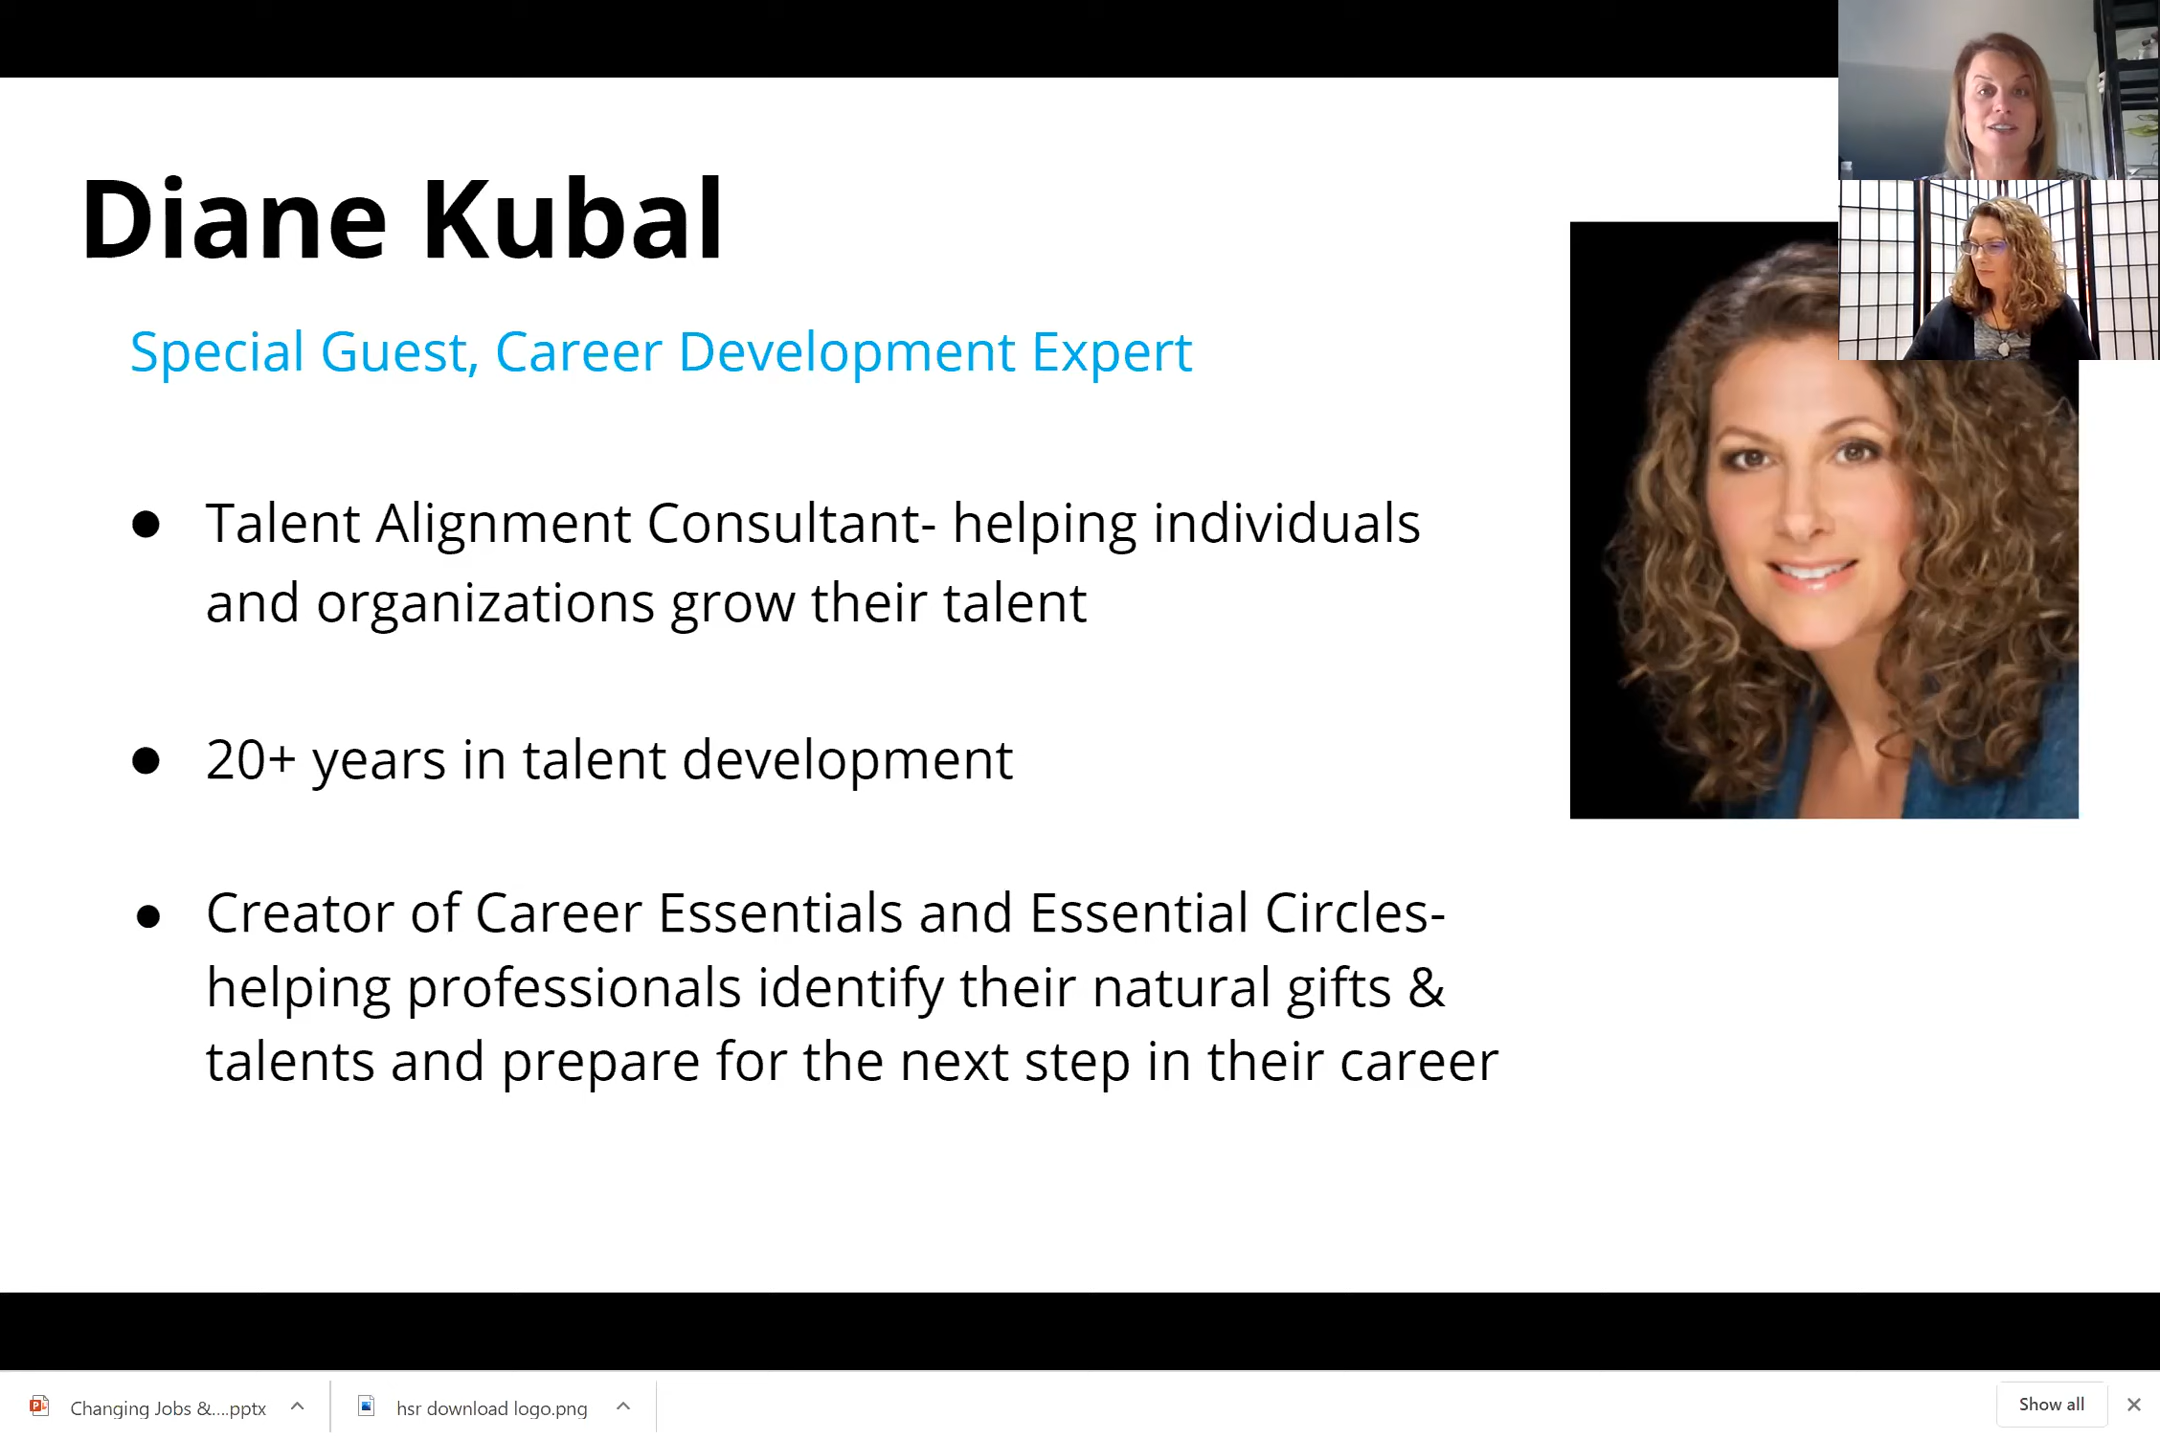 Diane Kubal
Special Guest, Career Development Expert
● Talent Alignment Consultant- helping individuals
and organizations grow their talent
● 20+ years in talent development
● Creator of Career Essentials and Essential Circles-
helping professionals identify their natural gifts &
talents and prepare for the next step in their career
Changing Jobs &....pptx
hsr download logo.png
Show all